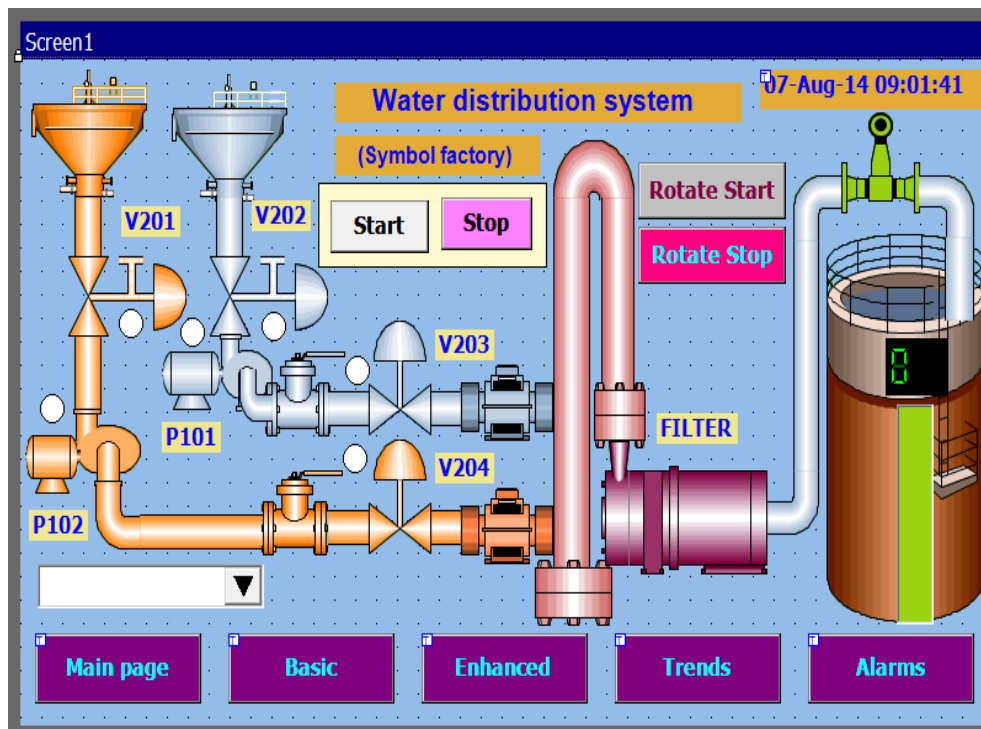 Screen1
Water distribution system
07-Aug-14 09:01:41
(Symbol factory)
V201
V202
Start
Stop
Rotate Start
Rotate Stop
V203
0
P101
FILTER
V204
P102
Main page
Basic
Enhanced
Trends
Alarms